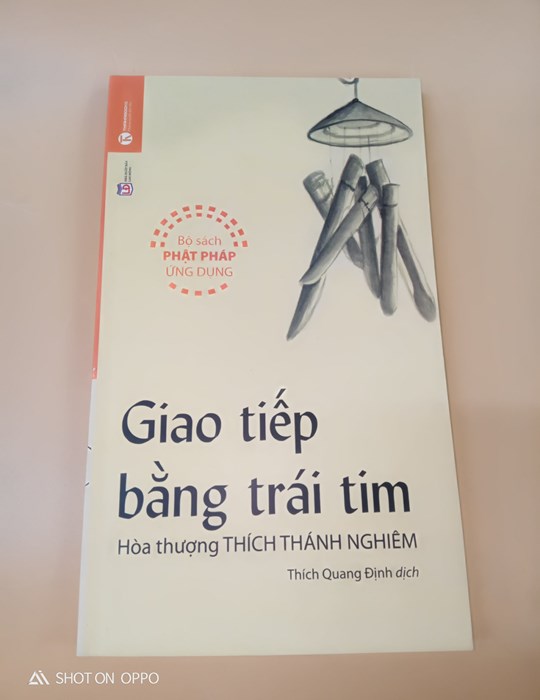 Bộ sách
PHẬT PHÁP
ỨNG DỤNG
Giao tiếp
bằng trái tim
Hòa thượng THÍCH THÁNH NGHIÊM
Thích Quang Định dịch
SHOT ON OPPO